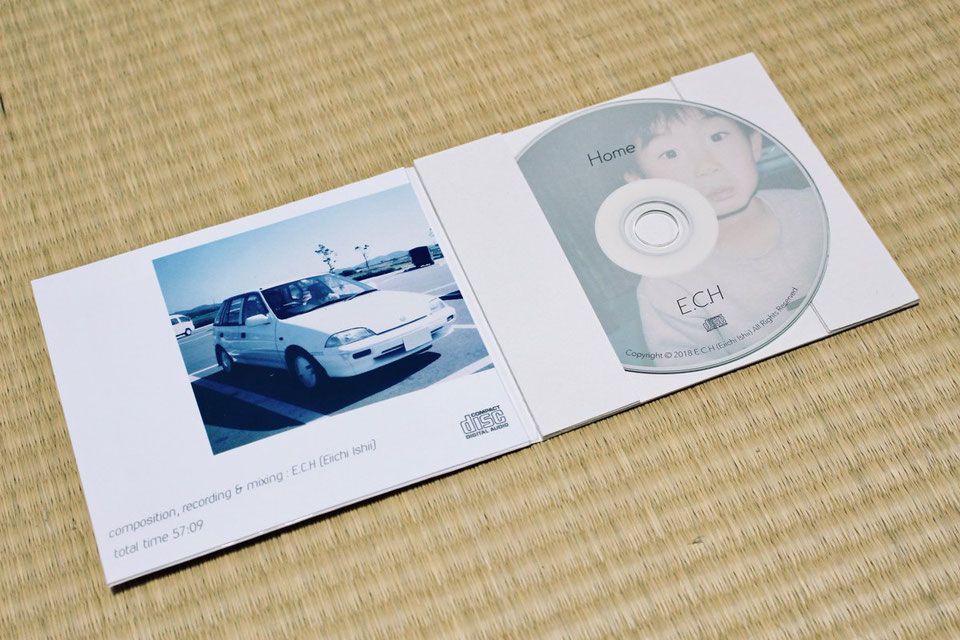 composition, recording & mixing : E.C.H (Eiichi Ishii)
total time 57:09
COMPACT
disc
DIGITAL AUDIO
Home
E.C.H
Copyright © 2018 E.C.H (Eiichi Ishii) All Rights Reserved